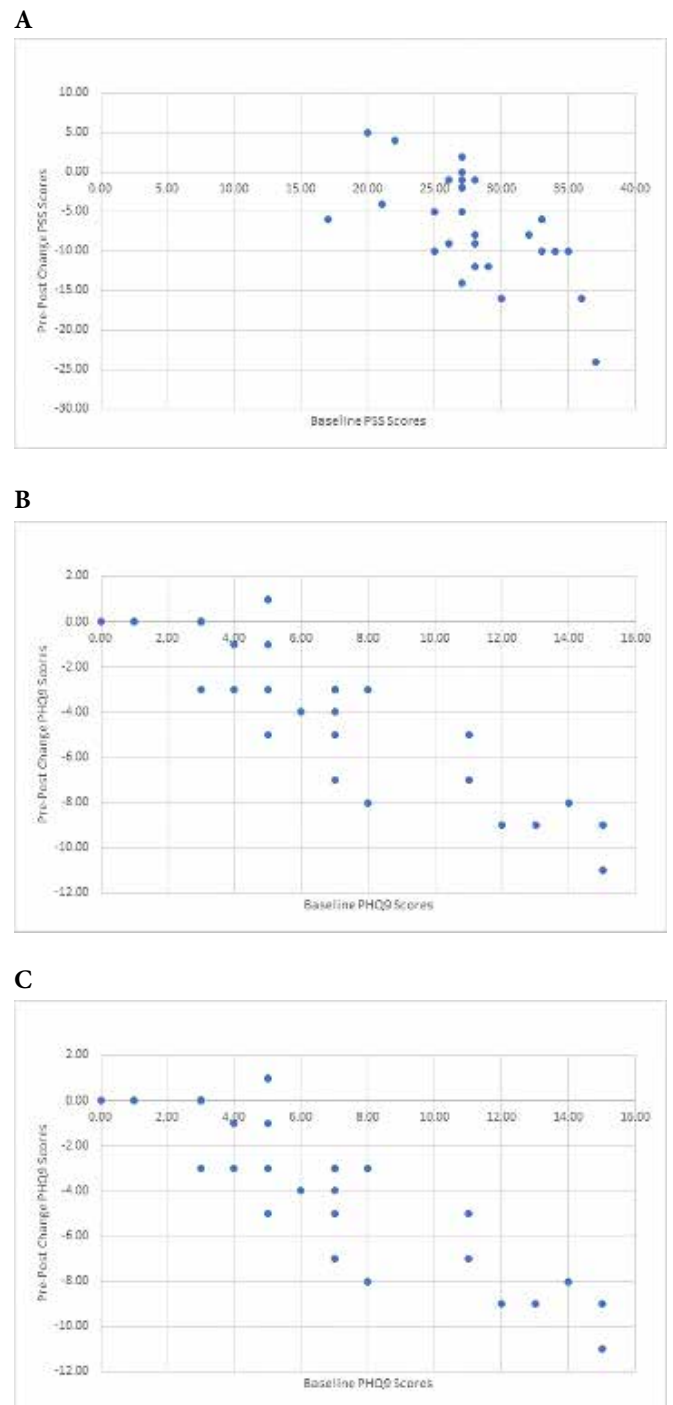 A
10.00
5.00
0.00
0.00 5.00 10.00 15.00 20.00 25.00 30.00 35.00 40.00
-5.00
-10.00
-15.00
-20.00
-25.00
-30.00
Pre-Post Change PSS Scores
Baseline PSS Scores
B
2.00
0.00
0.00 2.00 4.00 6.00 8.00 10.00 12.00 14.00 16.00
-2.00
-4.00
-6.00
-8.00
-10.00
-12.00
Pre-Post Change PHQ9 Scores
Baseline PHQ9 Scores
C
2.00
0.00
0.00 2.00 4.00 6.00 8.00 10.00 12.00 14.00 16.00
-2.00
-4.00
-6.00
-8.00
-10.00
-12.00
Pre-Post Change PHQ9 Scores
Baseline PHQ9 Scores